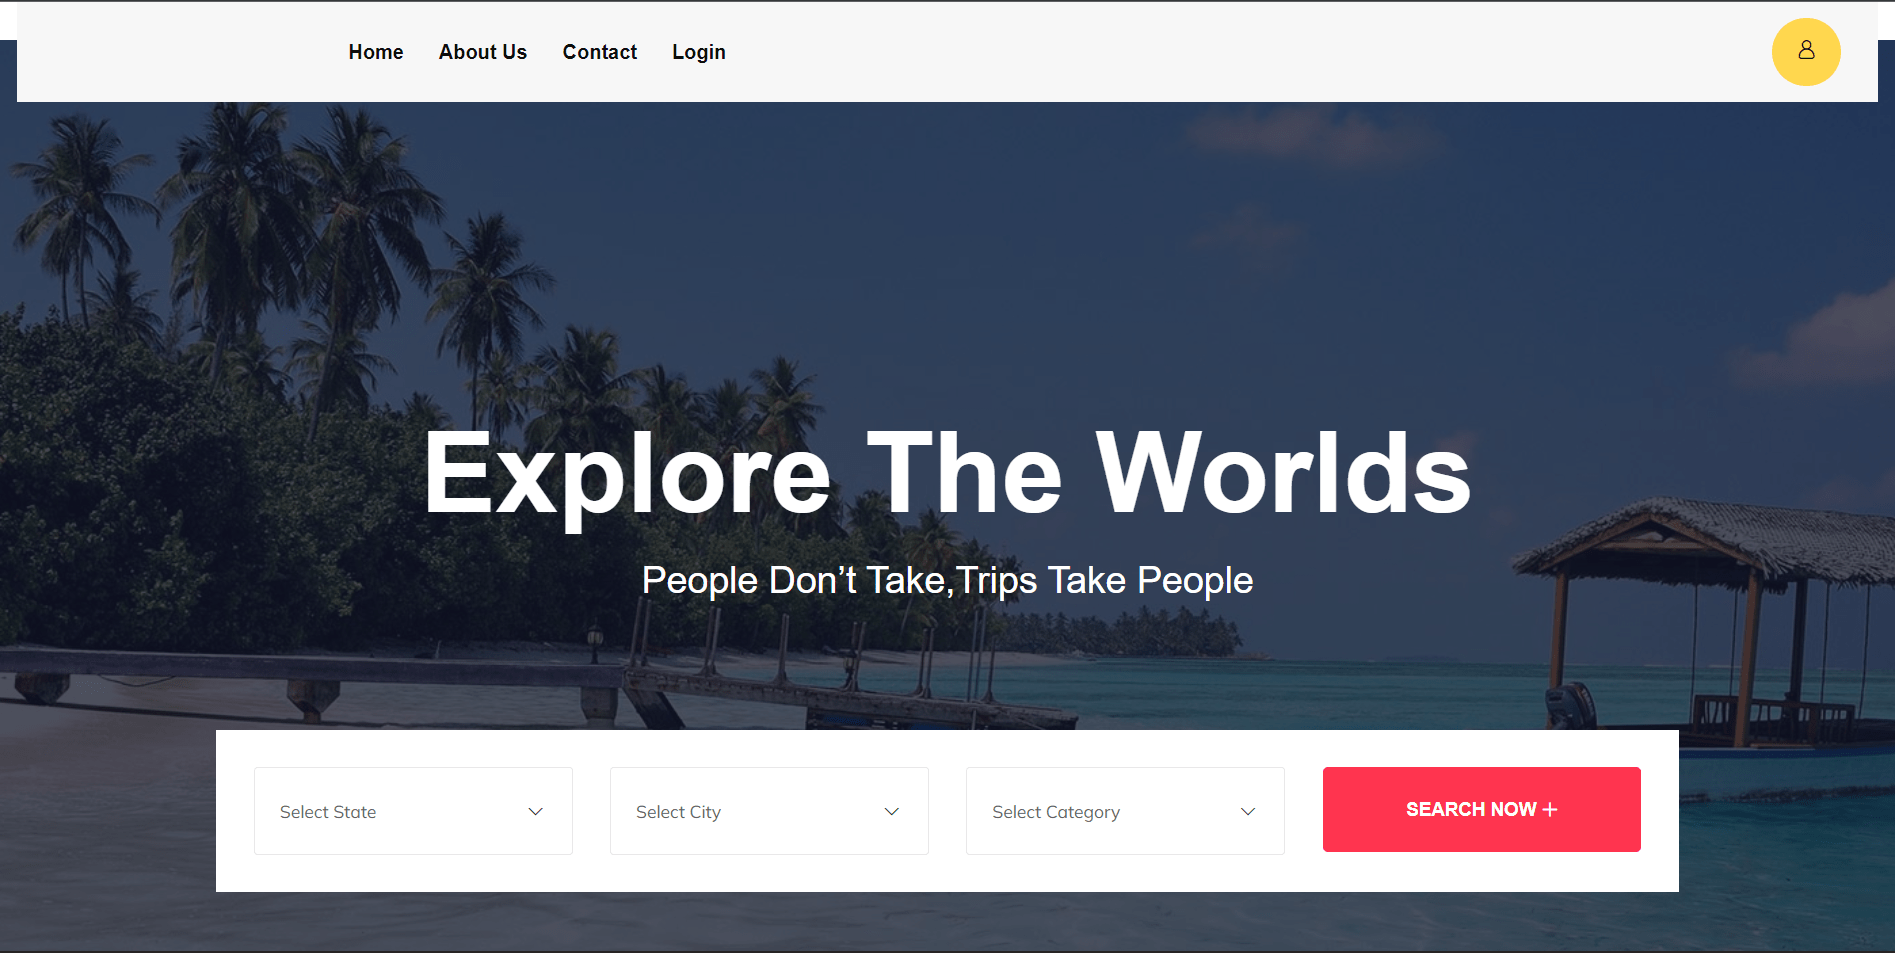 Home About Us Contact Login
Explore The Worlds
People Don’t Take,Trips Take People
Select State Select City Select Category SEARCH NOW +